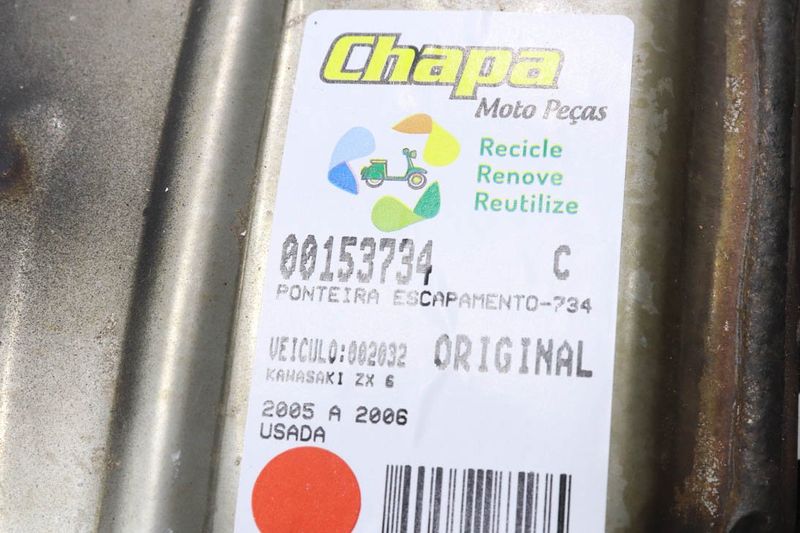 Chapa
Moto Peças
Recicle
Renove
Reutilize
00153734 C
PONTEIRA ESCAPAMENTO-734
VEICULO:002032 ORIGINAL
KAWASAKI ZX 6
2005 A 2006
USADA